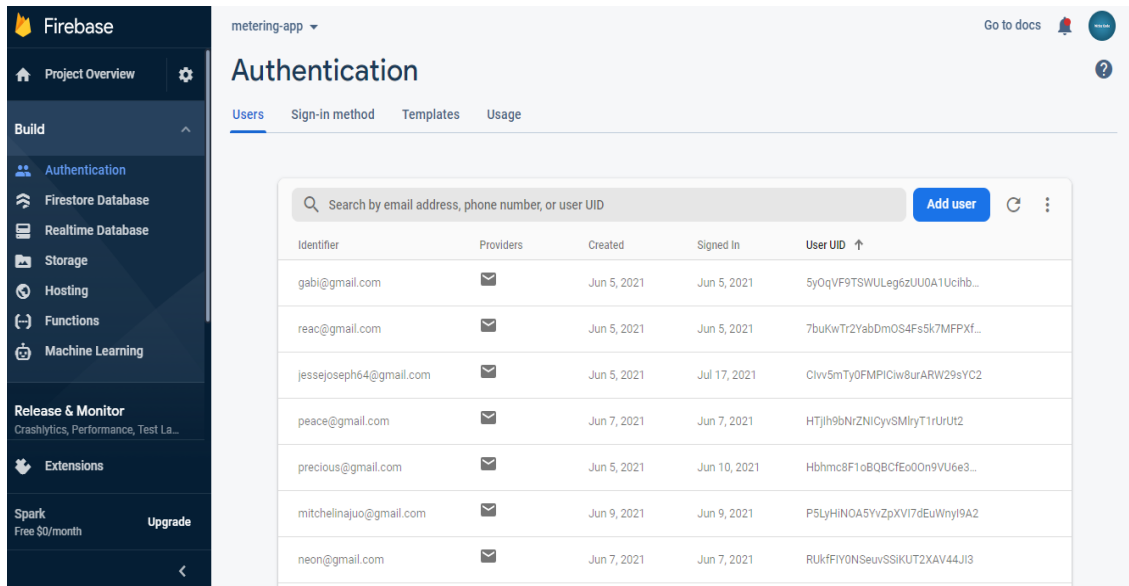 Firebase
metering-app
Go to docs
Project Overview
Authentication
Users Sign-in method Templates Usage
Build
Authentication
Firestore Database
Realtime Database
Storage
Hosting
Functions
Machine Learning
Release & Monitor
Crashlytics, Performance, Test La...
Extensions
Spark
Free $0/month
Upgrade
Search by email address, phone number, or user UID
Add user
Identifier Providers Created Signed In User UID
gabi@gmail.com Jun 5, 2021 Jun 5, 2021 5yOqVF9TSWULeg6zUU0A1Ucihb...
reac@gmail.com Jun 5, 2021 Jun 5, 2021 7buKwTr2YabDmOS4Fs5k7MFPXf...
jessejoseph64@gmail.com Jun 5, 2021 Jul 17, 2021 CIvv5mTy0FMPICiw8urARW29sYC2
peace@gmail.com Jun 7, 2021 Jun 7, 2021 HTjIh9bNrZNICyvSMlryT1rUrUt2
precious@gmail.com Jun 5, 2021 Jun 10, 2021 Hbhmc8F1oBQBCfEo0On9VU6e3...
mitchelinajuo@gmail.com Jun 9, 2021 Jun 9, 2021 P5LyHiNOA5YvZpXVI7dEuWnyI9A2
neon@gmail.com Jun 7, 2021 Jun 7, 2021 RUkfFIY0NSeuvSSiKUT2XAV44JI3